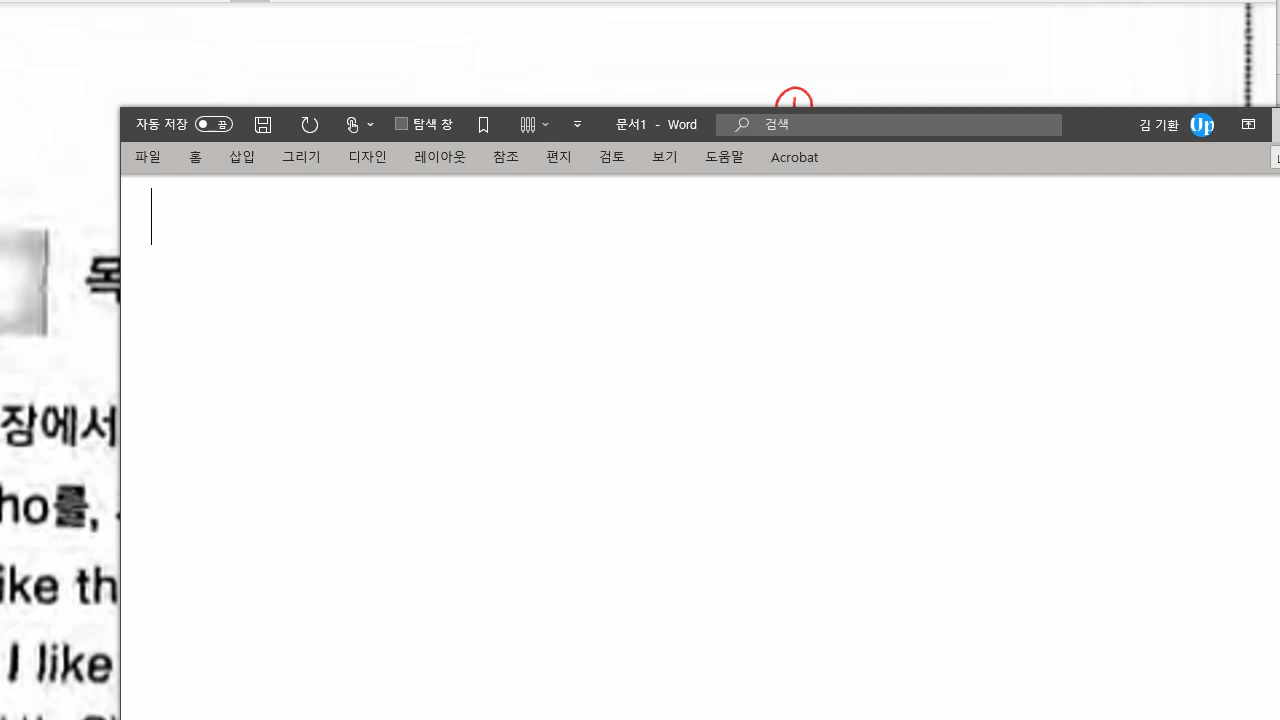 자동 저장 끔 탐색 창 문서1 - Word 검색 김 기환 Up
파일 홈 삽입 그리기 디자인 레이아웃 참조 편지 검토 보기 도움말 Acrobat
장에서
ho를,
ike th
I like